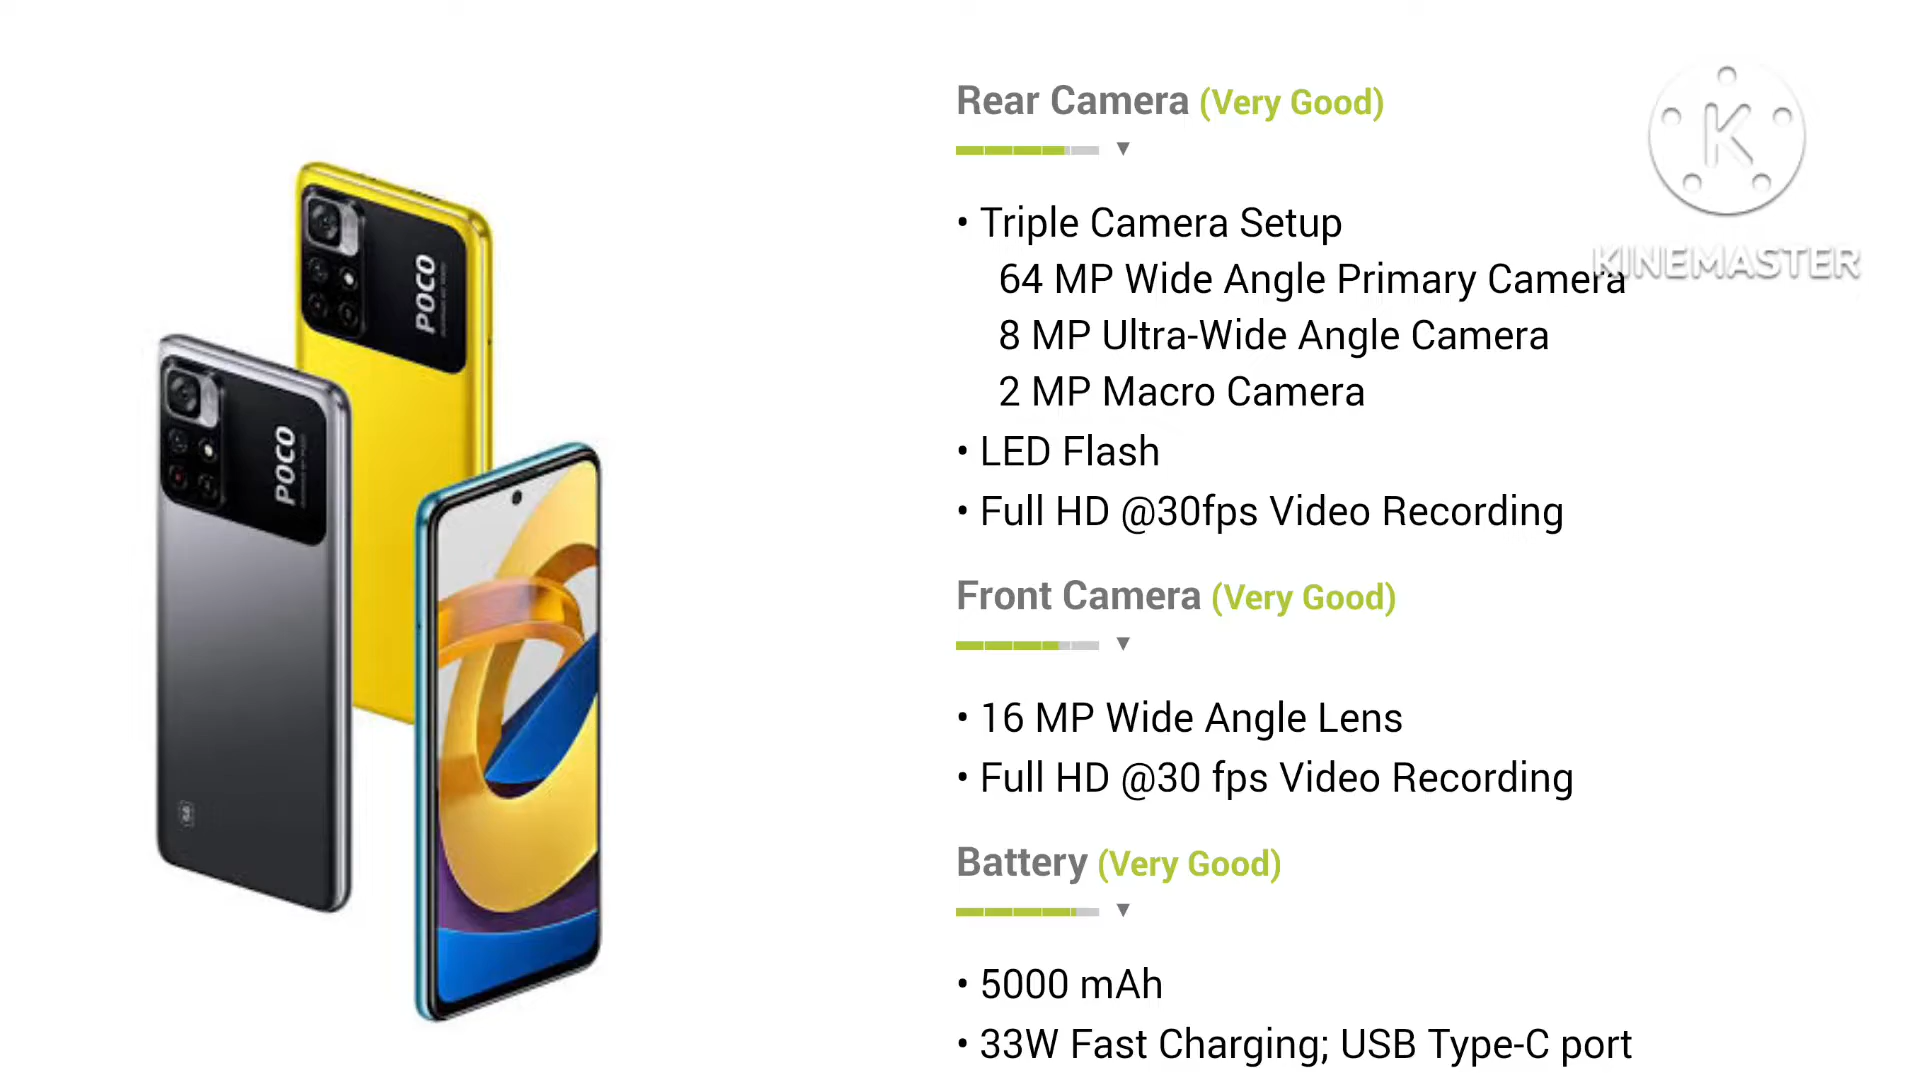 Rear Camera (Very Good)
• Triple Camera Setup
64 MP Wide Angle Primary Camera
8 MP Ultra-Wide Angle Camera
2 MP Macro Camera
• LED Flash
• Full HD @30fps Video Recording
Front Camera (Very Good)
• 16 MP Wide Angle Lens
• Full HD @30 fps Video Recording
Battery (Very Good)
• 5000 mAh
• 33W Fast Charging; USB Type-C port
K
KINEMASTER
POCO
POCO